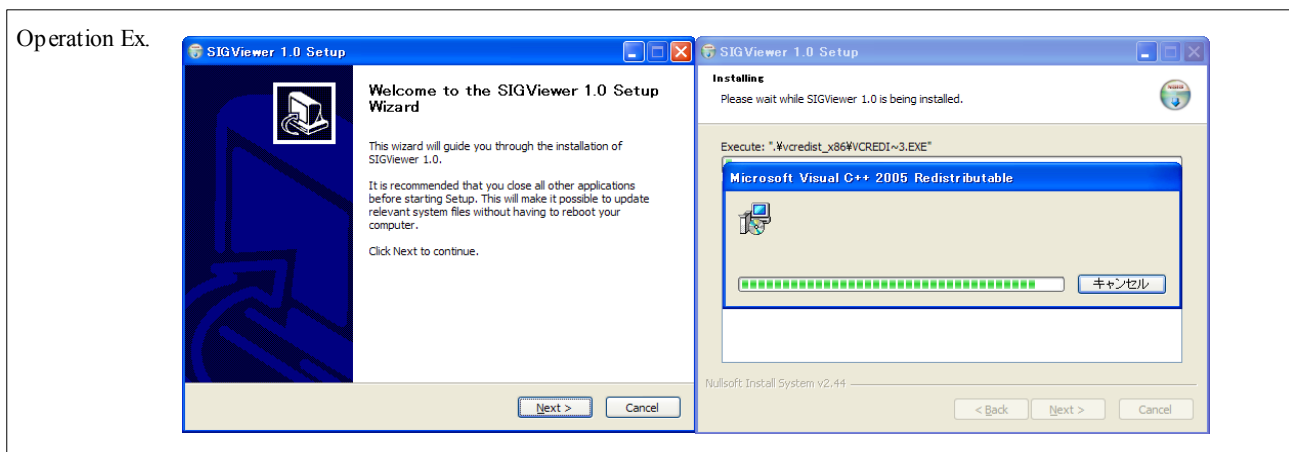 Operation Ex.
SIGViewer 1.0 Setup
Welcome to the SIGViewer 1.0 Setup
Wizard
This wizard will guide you through the installation of
SIGViewer 1.0.
It is recommended that you close all other applications
before starting Setup. This will make it possible to update
relevant system files without having to reboot your
computer.
Click Next to continue.
Next >
Cancel
SIGViewer 1.0 Setup
Installing
Please wait while SIGViewer 1.0 is being installed.
Execute: ".¥vcredist_x86¥VCREDI~3.EXE"
Microsoft Visual C++ 2005 Redistributable
キャンセル
Nullsoft Install System v2.44
< Back
Next >
Cancel